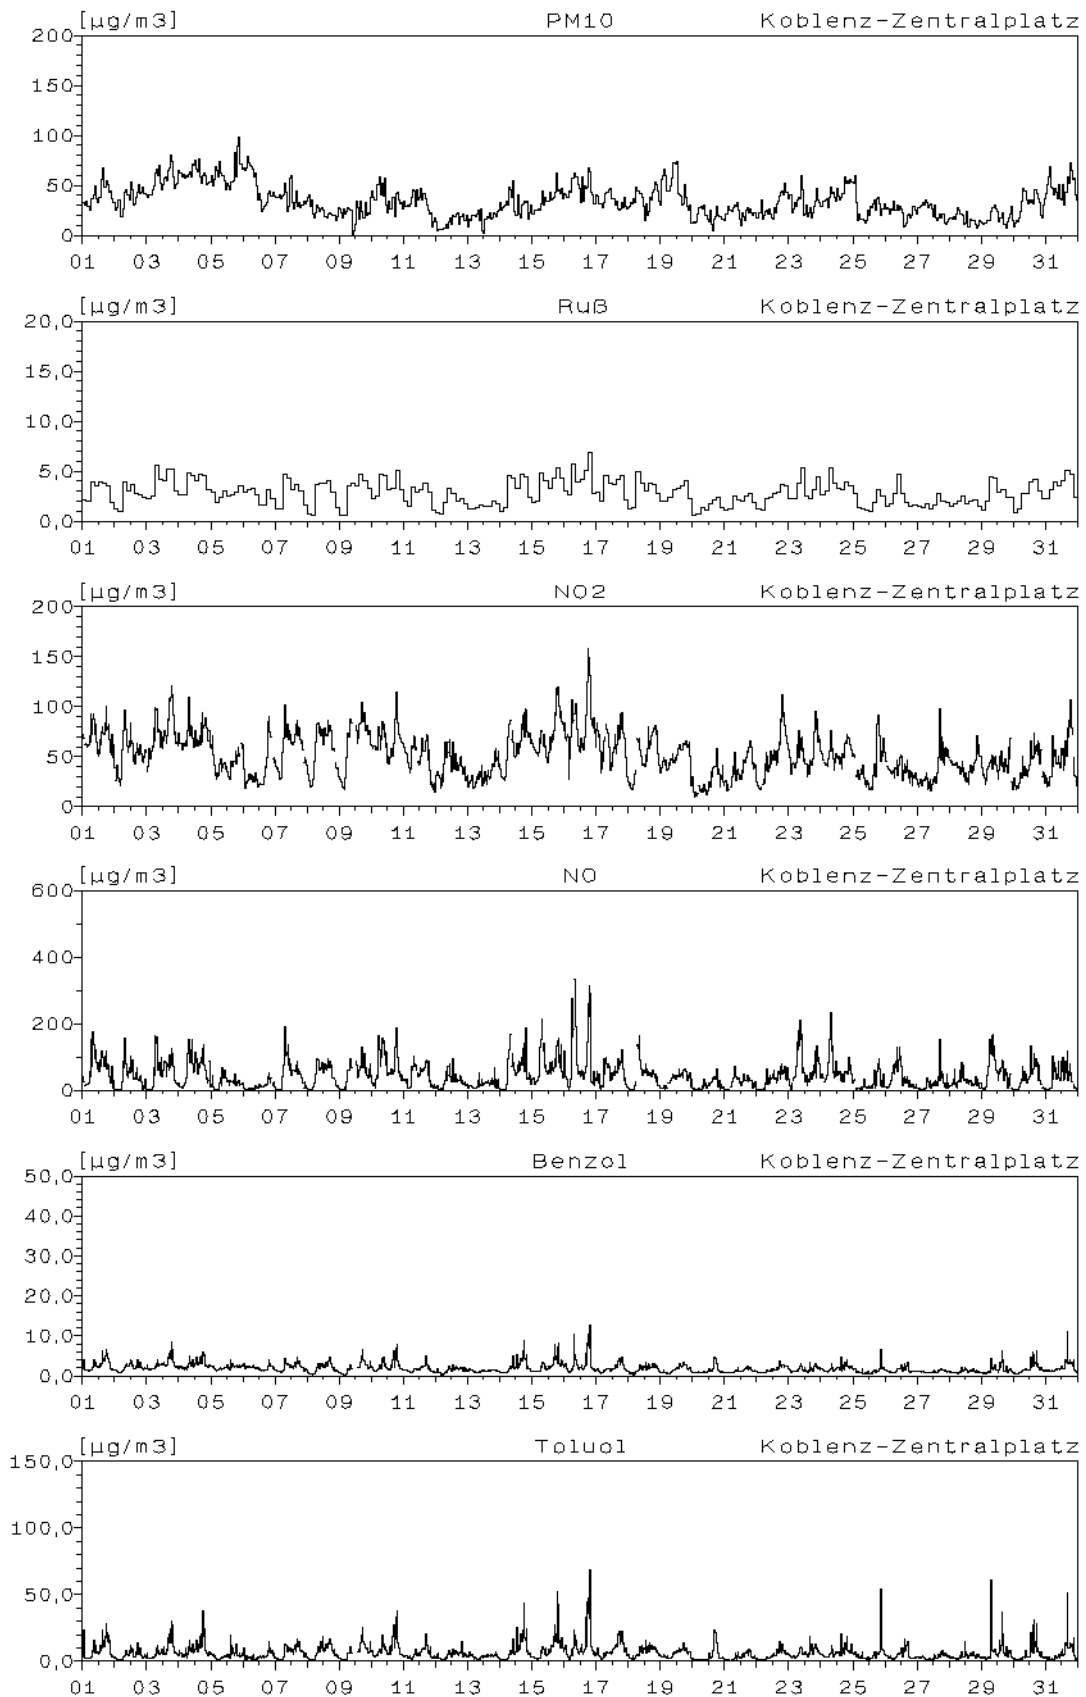 [µg/m3] PM10 Koblenz-Zentralplatz
200
150
100
50
0
01 03 05 07 09 11 13 15 17 19 21 23 25 27 29 31
[µg/m3] Ruß Koblenz-Zentralplatz
20,0
15,0
10,0
5,0
0,0
01 03 05 07 09 11 13 15 17 19 21 23 25 27 29 31
[µg/m3] NO2 Koblenz-Zentralplatz
200
150
100
50
0
01 03 05 07 09 11 13 15 17 19 21 23 25 27 29 31
[µg/m3] NO Koblenz-Zentralplatz
600
400
200
0
01 03 05 07 09 11 13 15 17 19 21 23 25 27 29 31
[µg/m3] Benzol Koblenz-Zentralplatz
50,0
40,0
30,0
20,0
10,0
0,0
01 03 05 07 09 11 13 15 17 19 21 23 25 27 29 31
[µg/m3] Toluol Koblenz-Zentralplatz
150,0
100,0
50,0
0,0
01 03 05 07 09 11 13 15 17 19 21 23 25 27 29 31